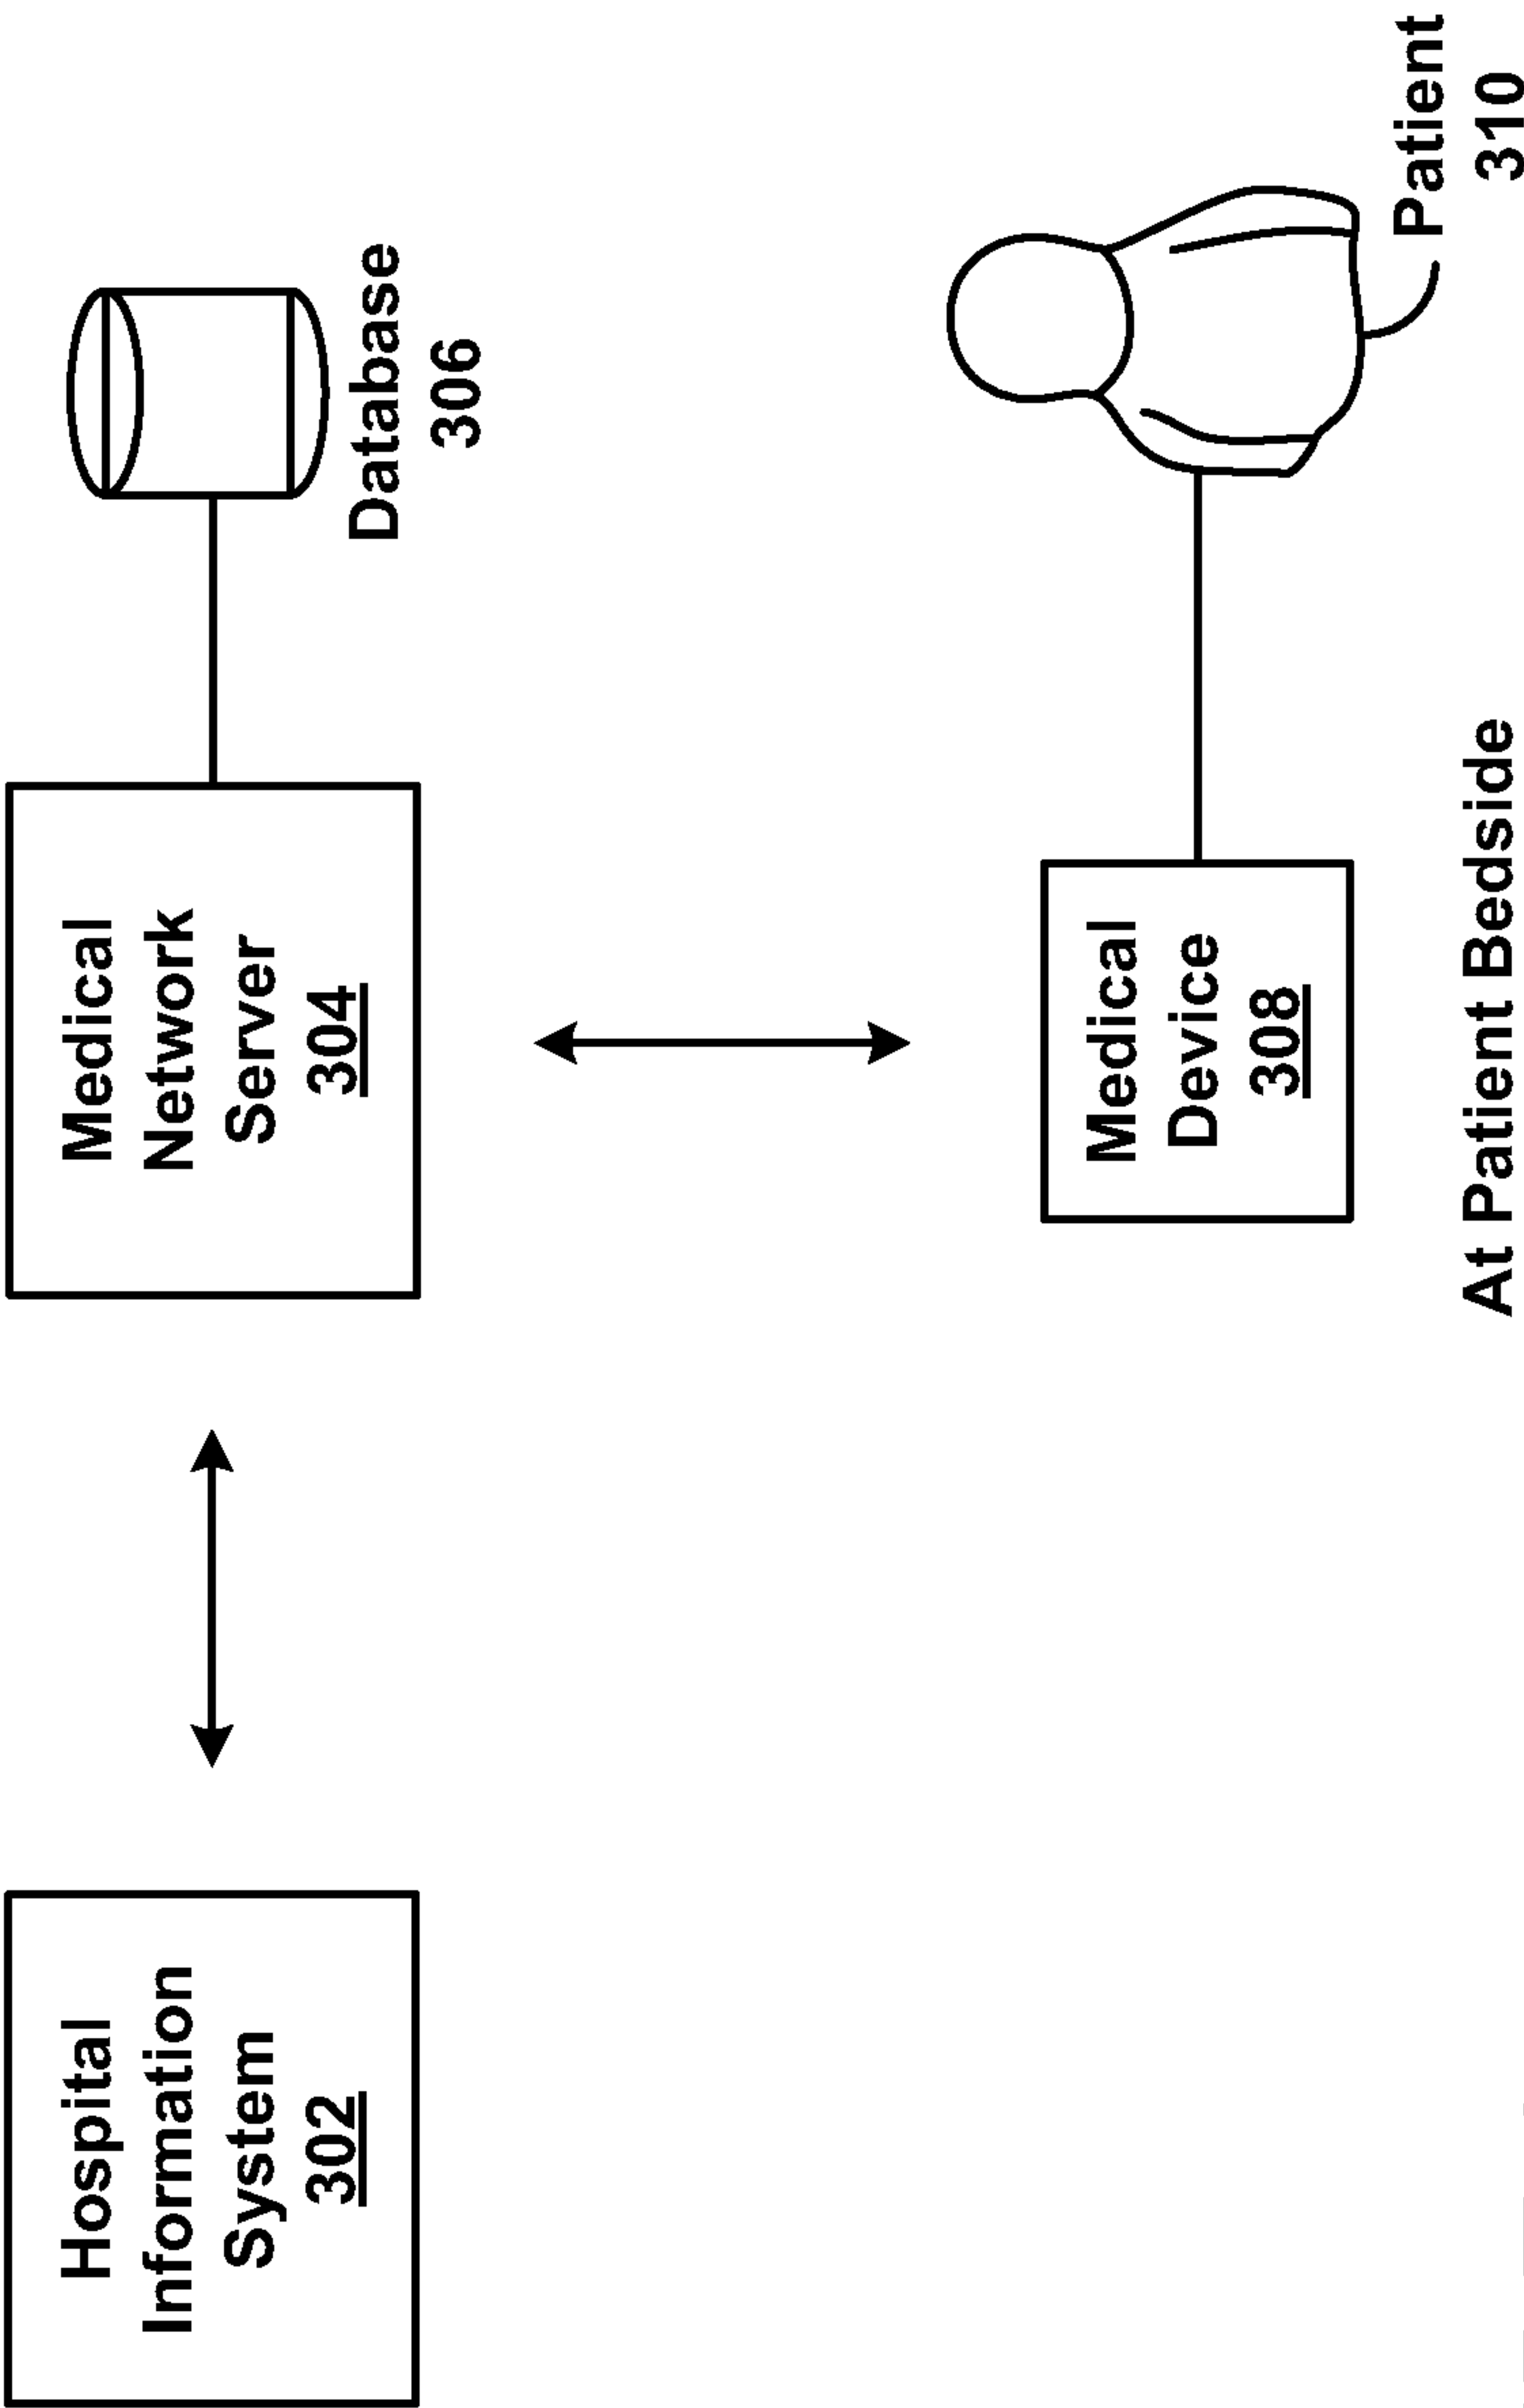 Hospital
Information
System
302
Medical
Network
Server
304
Database
306
Medical
Device
308
At Patient Bedside
Patient
310